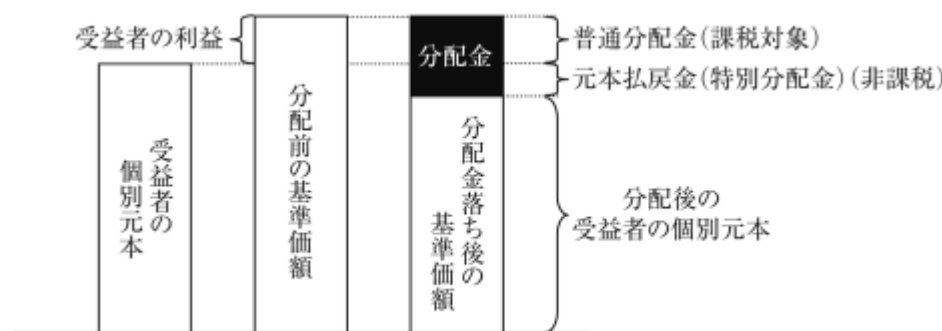 受益者の利益
分配金
普通分配金(課税対象)
元本払戻金(特別分配金)(非課税)
受益者の
個別元本
分配前の基準価額
分配金落ち後の
基準価額
分配後の
受益者の個別元本